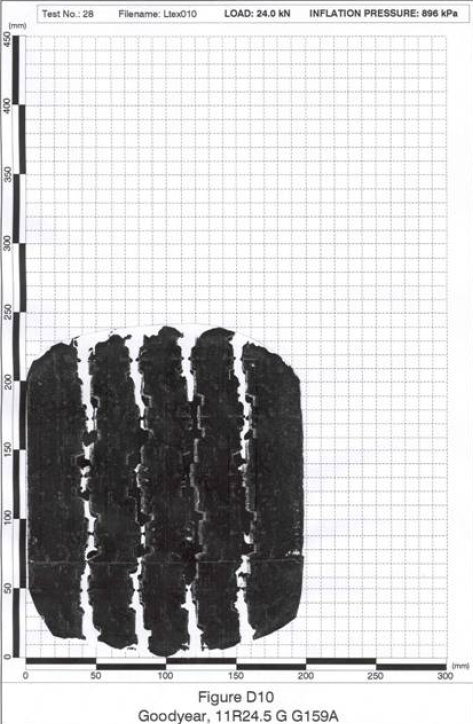 Test No.: 28 Filename: Ltex010 LOAD: 24.0 kN INFLATION PRESSURE: 896 kPa
(mm)
450
400
350
300
250
200
150
100
50
0
0 50 100 150 200 250 300 (mm)
Figure D10
Goodyear, 11R24.5 G G159A